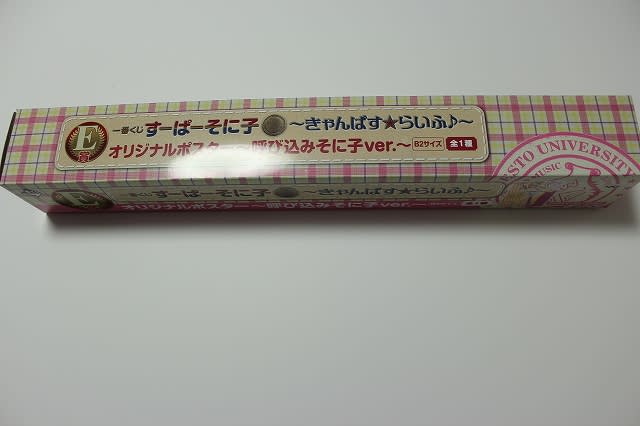 E賞
一番くじ すーぱーそに子 ～きゃんぱす★らいふ♪～
オリジナルポスター ～呼び込みそに子ver.～ B2サイズ 全1種
STO UNIVERSITY
MUSIC
一番くじ すーぱーそに子 ～きゃんぱす★らいふ♪～
オリジナルポスター ～呼び込みそに子ver.～